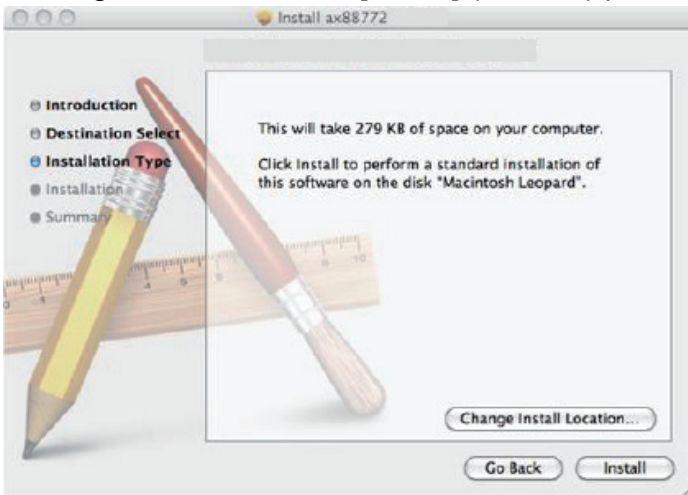 Install ax88772
Introduction
Destination Select
Installation Type
Installation
Summary
This will take 279 KB of space on your computer.
Click Install to perform a standard installation of
this software on the disk "Macintosh Leopard".
Change Install Location...
Go Back
Install